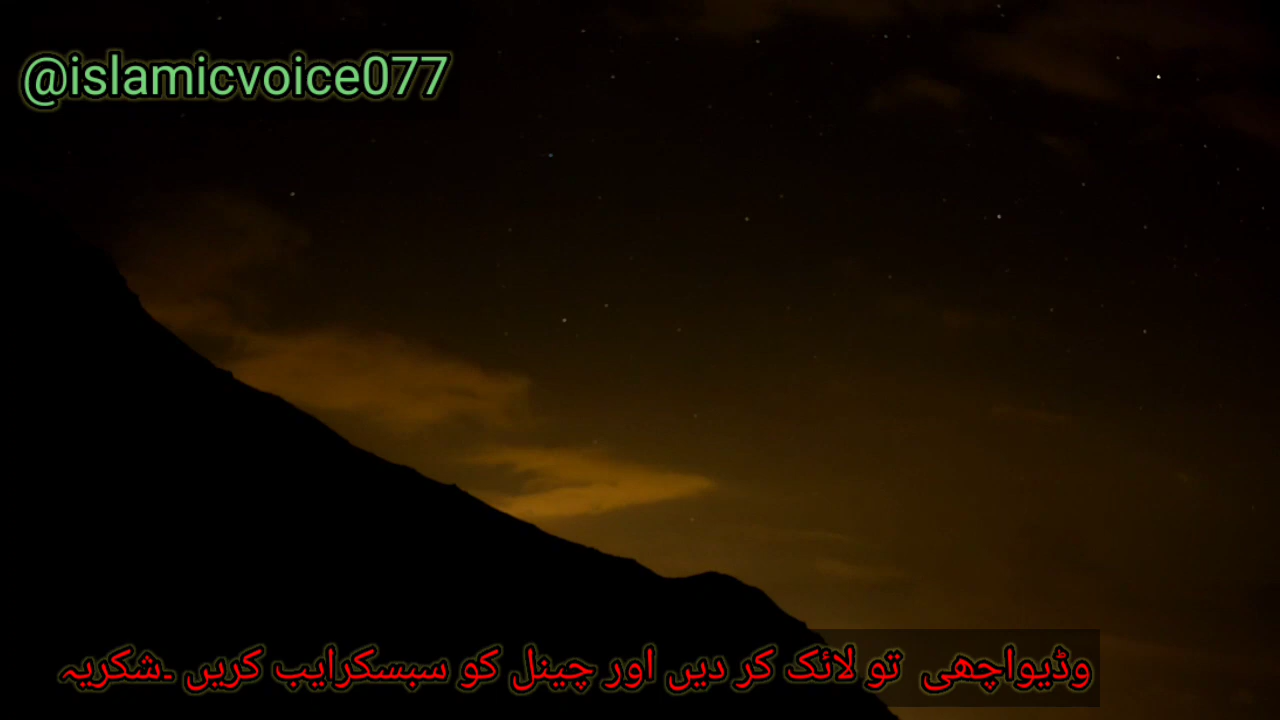 @islamicvoice077
وڈیواچھی تو لائک کر دیں اور چینل کو سبسکرایب کریں ۔شکریہ